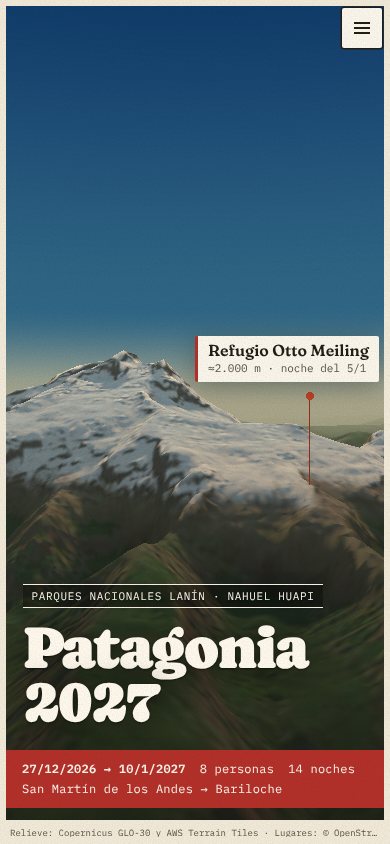 Refugio Otto Meiling
≈2.000 m · noche del 5/1
PARQUES NACIONALES LANÍN · NAHUEL HUAPI
Patagonia
2027
27/12/2026 → 10/1/2027 8 personas 14 noches
San Martín de los Andes → Bariloche
Relieve: Copernicus GLO-30 y AWS Terrain Tiles · Lugares: © OpenStr…